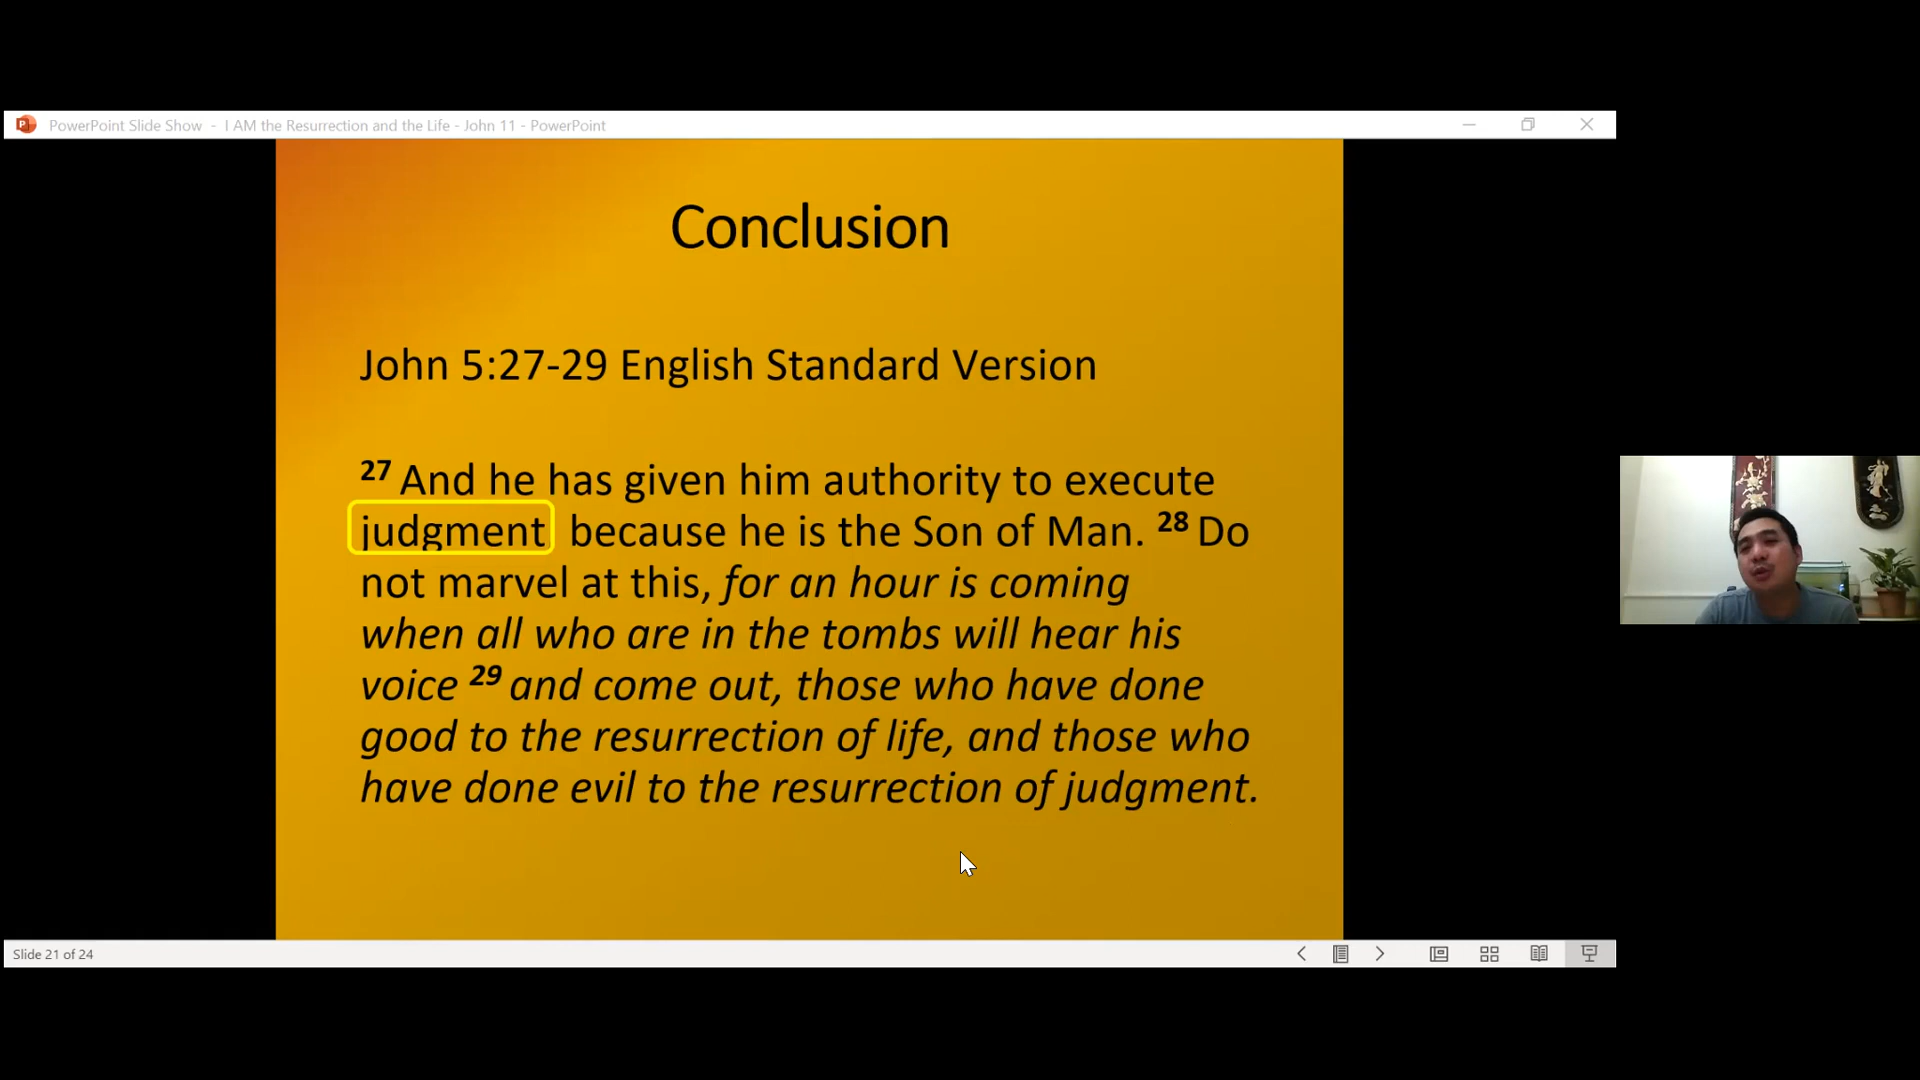 PowerPoint Slide Show - I AM the Resurrection and the Life - John 11 - PowerPoint
Conclusion
John 5:27-29 English Standard Version
27 And he has given him authority to execute
judgment because he is the Son of Man. 28 Do
not marvel at this, for an hour is coming
when all who are in the tombs will hear his
voice 29 and come out, those who have done
good to the resurrection of life, and those who
have done evil to the resurrection of judgment.
Slide 21 of 24